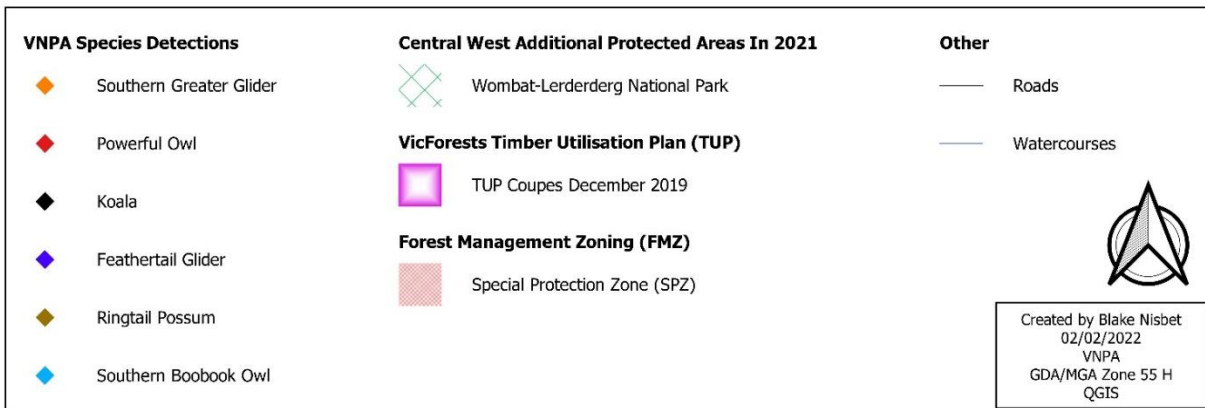 VNPA Species Detections
Southern Greater Glider
Powerful Owl
Koala
Feathertail Glider
Ringtail Possum
Southern Boobook Owl
Central West Additional Protected Areas In 2021
Wombat-Lerderderg National Park
VicForests Timber Utilisation Plan (TUP)
TUP Coupes December 2019
Forest Management Zoning (FMZ)
Special Protection Zone (SPZ)
Other
Roads
Watercourses
Created by Blake Nisbet
02/02/2022
VNPA
GDA/MGA Zone 55 H
QGIS